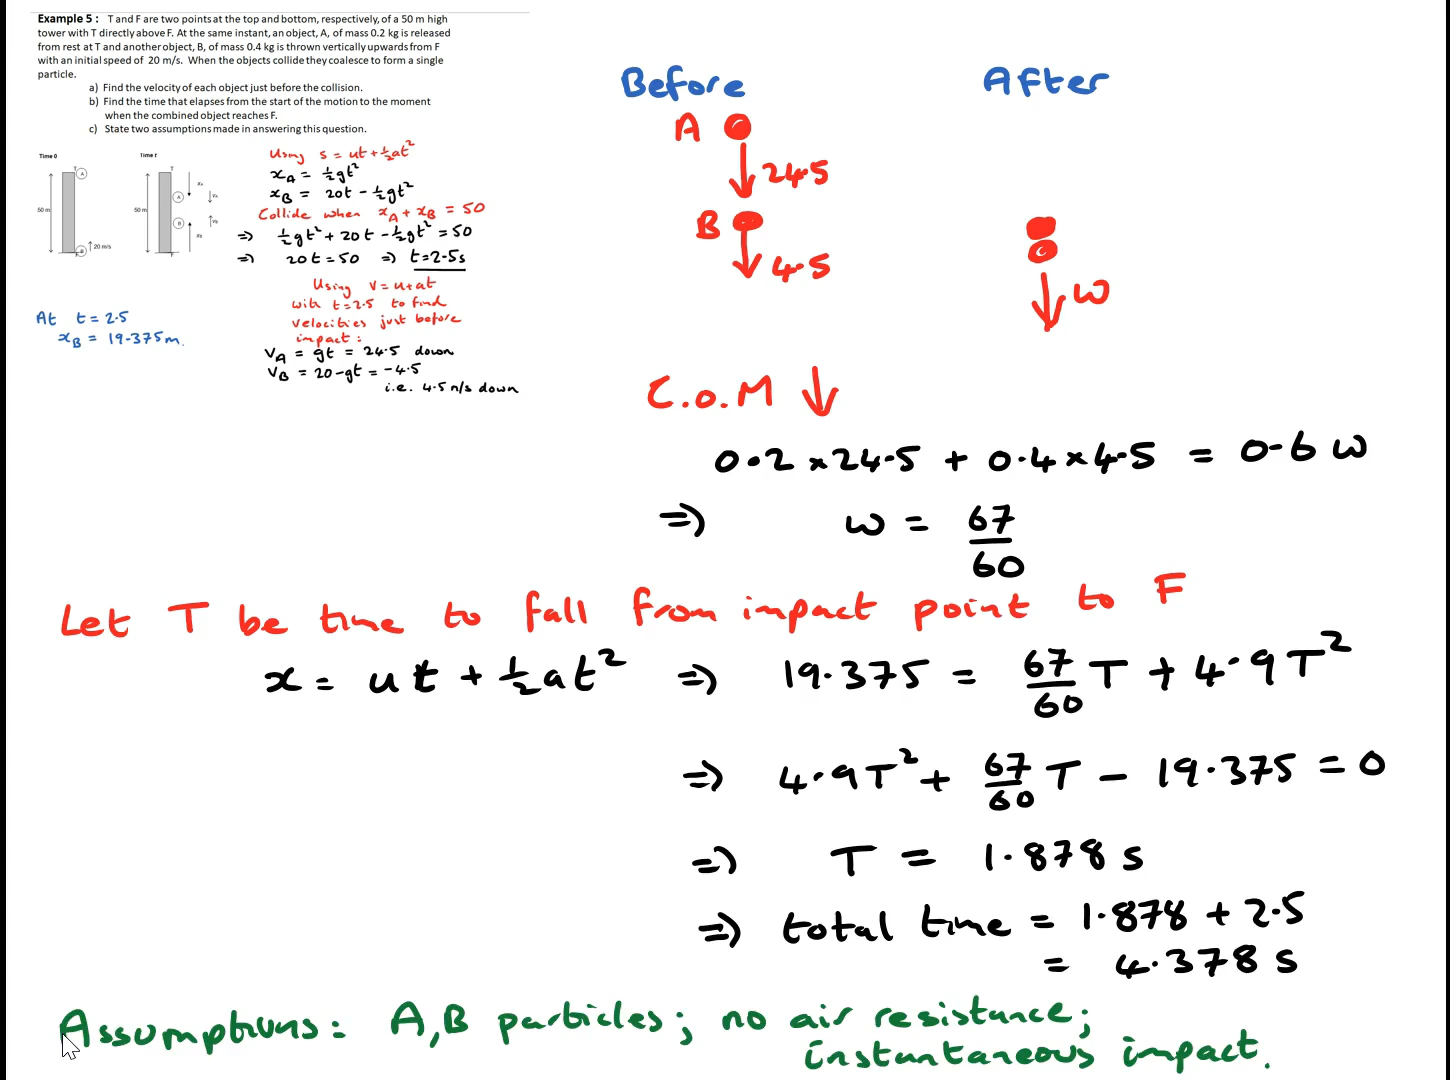 Example 5 : T and F are two points at the top and bottom, respectively, of a 50 m high
tower with T directly above F. At the same instant, an object, A, of mass 0.2 kg is released
from rest at T and another object, B, of mass 0.4 kg is thrown vertically upwards from F
with an initial speed of 20 m/s. When the objects collide they coalesce to form a single
particle.
a) Find the velocity of each object just before the collision.
b) Find the time that elapses from the start of the motion to the moment
when the combined object reaches F.
c) State two assumptions made in answering this question.
Time 0
Time t
T
A
50 m
B
F
20 m/s
T
A
50 m
B
F
x_A
v_A
v_B
x_B
Using s = ut + ½at²
x_A = ½gt²
x_B = 20t - ½gt²
Collide when x_A + x_B = 50
⇒ ½gt² + 20t - ½gt² = 50
⇒ 20t = 50 ⇒ t = 2.5s
Using v = u + at
with t = 2.5 to find
velocities just before
impact :
V_A = gt = 24.5 down
V_B = 20 - gt = -4.5
i.e. 4.5 m/s down
At t = 2.5
x_B = 19.375m.
Before
After
A
24.5
B
4.5
w
C.o.M ↓
0.2 × 24.5 + 0.4 × 4.5 = 0.6 w
⇒ w = 67/60
Let T be time to fall from impact point to F
x = ut + ½at² ⇒ 19.375 = 67/60 T + 4.9T²
⇒ 4.9T² + 67/60 T - 19.375 = 0
⇒ T = 1.878 s
⇒ total time = 1.878 + 2.5
= 4.378 s
Assumptions: A, B particles; no air resistance;
instantaneous impact.